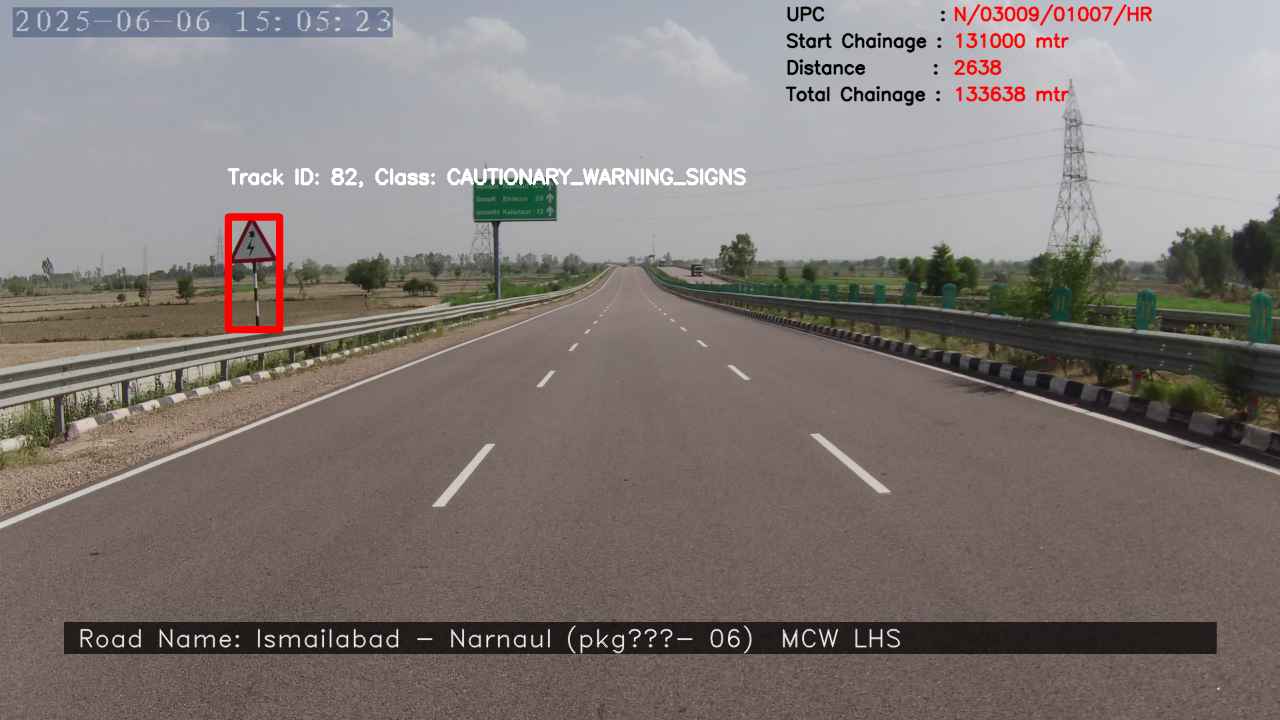 2025-06-06 15:05:23
UPC : N/03009/01007/HR
Start Chainage : 131000 mtr
Distance : 2638
Total Chainage : 133638 mtr
Track ID: 82, Class: CAUTIONARY_WARNING_SIGNS
Road Name: Ismailabad - Narnaul (pkg???- 06) MCW LHS